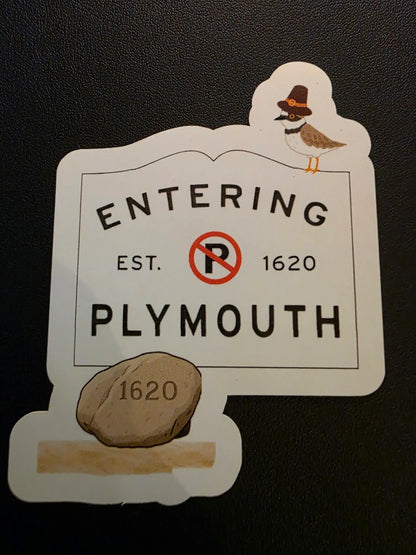 ENTERING
EST. P 1620
PLYMOUTH
1620